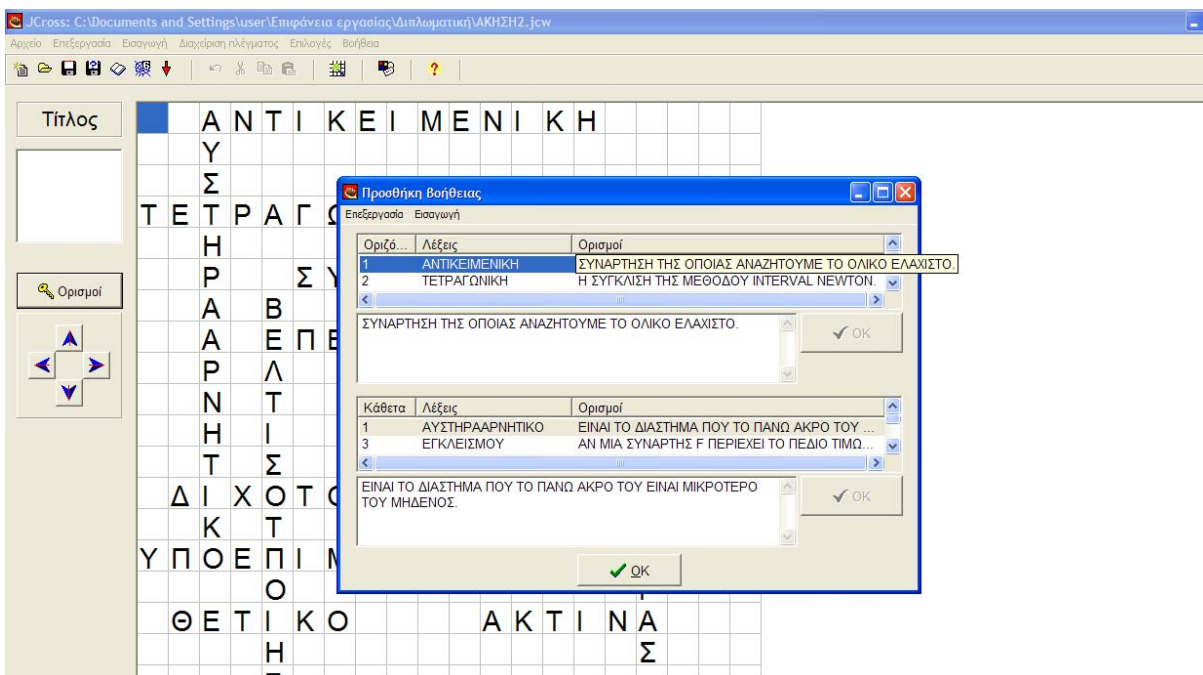 JCross: C:\Documents and Settings\user\Επιφάνεια εργασίας\Διπλωματική\ΑΚΗΣΗ2.jcw
Αρχείο Επεξεργασία Εισαγωγή Διαχείριση πλέγματος Επιλογές Βοήθεια
Τίτλος
Ορισμοί
ΑΝΤΙΚΕΙΜΕΝΙΚΗ
Υ
Σ
ΤΕΤΡΑΓ
Η
Ρ ΣΥ
Α Β
Α ΕΠΕ
Ρ Λ
Ν Τ
Η Ι
Τ Σ
ΔΙΧΟΤΟ
Κ Τ
ΥΠΟΕΠΙΜ
Ο
ΘΕΤΙΚΟ ΑΚΤΙΝΑ
Η Σ
Προσθήκη Βοήθειας
Επεξεργασία Εισαγωγή
Οριζό... Λέξεις Ορισμοί
1 ΑΝΤΙΚΕΙΜΕΝΙΚΗ ΣΥΝΑΡΤΗΣΗ ΤΗΣ ΟΠΟΙΑΣ ΑΝΑΖΗΤΟΥΜΕ ΤΟ ΟΛΙΚΟ ΕΛΑΧΙΣΤΟ.
2 ΤΕΤΡΑΓΩΝΙΚΗ Η ΣΥΓΚΛΙΣΗ ΤΗΣ ΜΕΘΟΔΟΥ INTERVAL NEWTON.
ΣΥΝΑΡΤΗΣΗ ΤΗΣ ΟΠΟΙΑΣ ΑΝΑΖΗΤΟΥΜΕ ΤΟ ΟΛΙΚΟ ΕΛΑΧΙΣΤΟ.
OK
Κάθετα Λέξεις Ορισμοί
1 ΑΥΣΤΗΡΑΑΡΝΗΤΙΚΟ ΕΙΝΑΙ ΤΟ ΔΙΑΣΤΗΜΑ ΠΟΥ ΤΟ ΠΑΝΩ ΑΚΡΟ ΤΟΥ ...
3 ΕΓΚΛΕΙΣΜΟΥ ΑΝ ΜΙΑ ΣΥΝΑΡΤΗΣ F ΠΕΡΙΕΧΕΙ ΤΟ ΠΕΔΙΟ ΤΙΜΩ...
ΕΙΝΑΙ ΤΟ ΔΙΑΣΤΗΜΑ ΠΟΥ ΤΟ ΠΑΝΩ ΑΚΡΟ ΤΟΥ ΕΙΝΑΙ ΜΙΚΡΟΤΕΡΟ
ΤΟΥ ΜΗΔΕΝΟΣ.
OK
OK